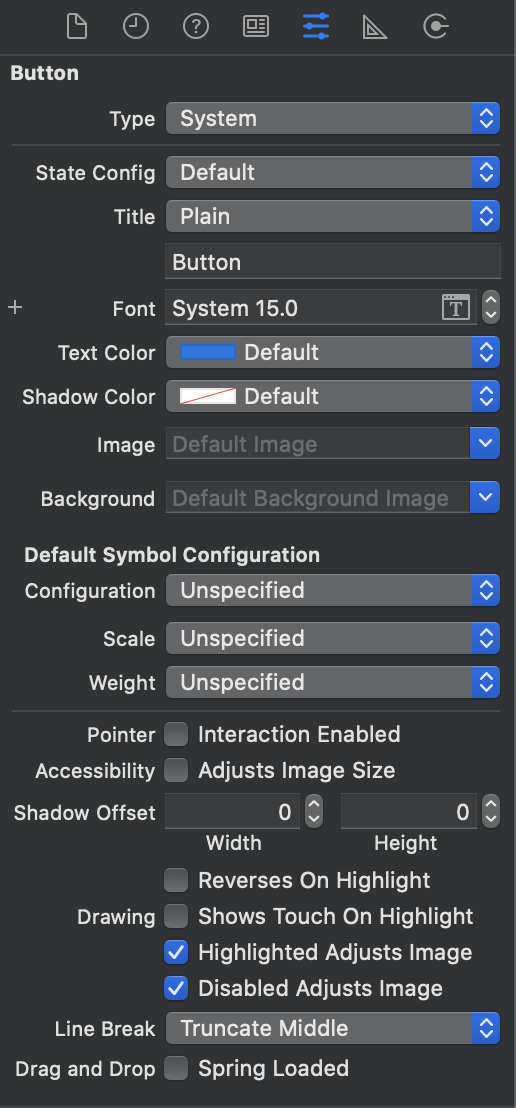 Button
Type System
State Config Default
Title Plain
Button
Font System 15.0 T
Text Color Default
Shadow Color Default
Image Default Image
Background Default Background Image
Default Symbol Configuration
Configuration Unspecified
Scale Unspecified
Weight Unspecified
Pointer Interaction Enabled
Accessibility Adjusts Image Size
Shadow Offset 0 0
Width Height
Reverses On Highlight
Drawing Shows Touch On Highlight
Highlighted Adjusts Image
Disabled Adjusts Image
Line Break Truncate Middle
Drag and Drop Spring Loaded